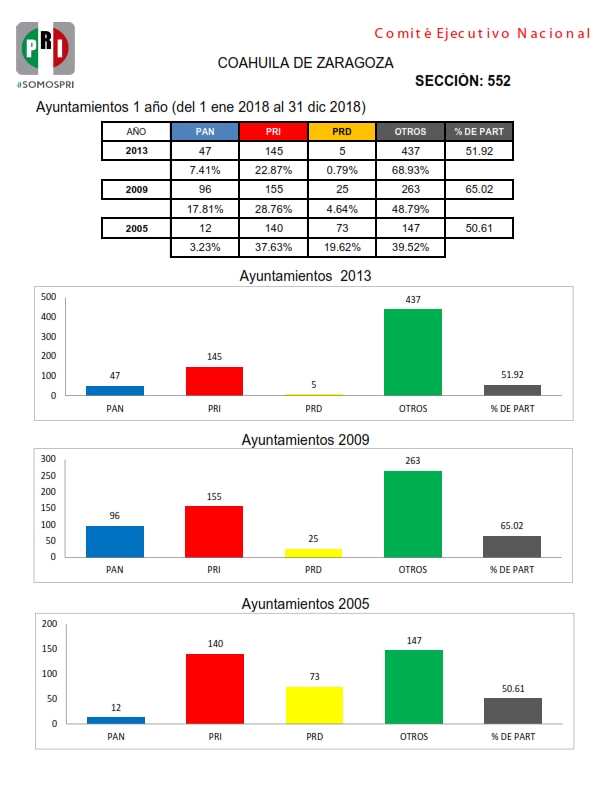 Comité Ejecutivo Nacional
PRI
#SOMOSPRI
COAHUILA DE ZARAGOZA
SECCIÓN: 552
Ayuntamientos 1 año (del 1 ene 2018 al 31 dic 2018)
AÑO PAN PRI PRD OTROS % DE PART
2013 47 145 5 437 51.92
7.41% 22.87% 0.79% 68.93%
2009 96 155 25 263 65.02
17.81% 28.76% 4.64% 48.79%
2005 12 140 73 147 50.61
3.23% 37.63% 19.62% 39.52%
Ayuntamientos 2013
500
400
300
200
100
0
47 145 5 437 51.92
PAN PRI PRD OTROS % DE PART
Ayuntamientos 2009
300
250
200
150
100
50
0
96 155 25 263 65.02
PAN PRI PRD OTROS % DE PART
Ayuntamientos 2005
200
150
100
50
0
12 140 73 147 50.61
PAN PRI PRD OTROS % DE PART